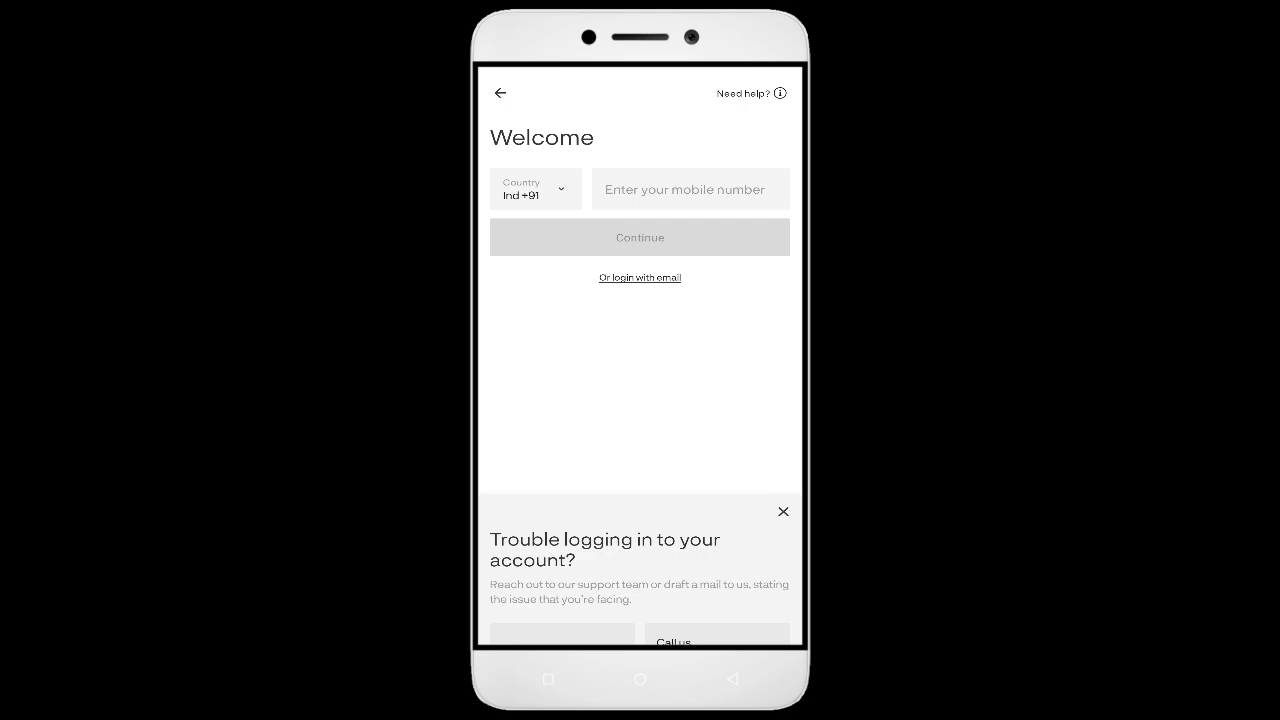 Need help?
Welcome
Country
Ind +91
Enter your mobile number
Continue
Or login with email
Trouble logging in to your
account?
Reach out to our support team or draft a mail to us, stating
the issue that you're facing.
Call us